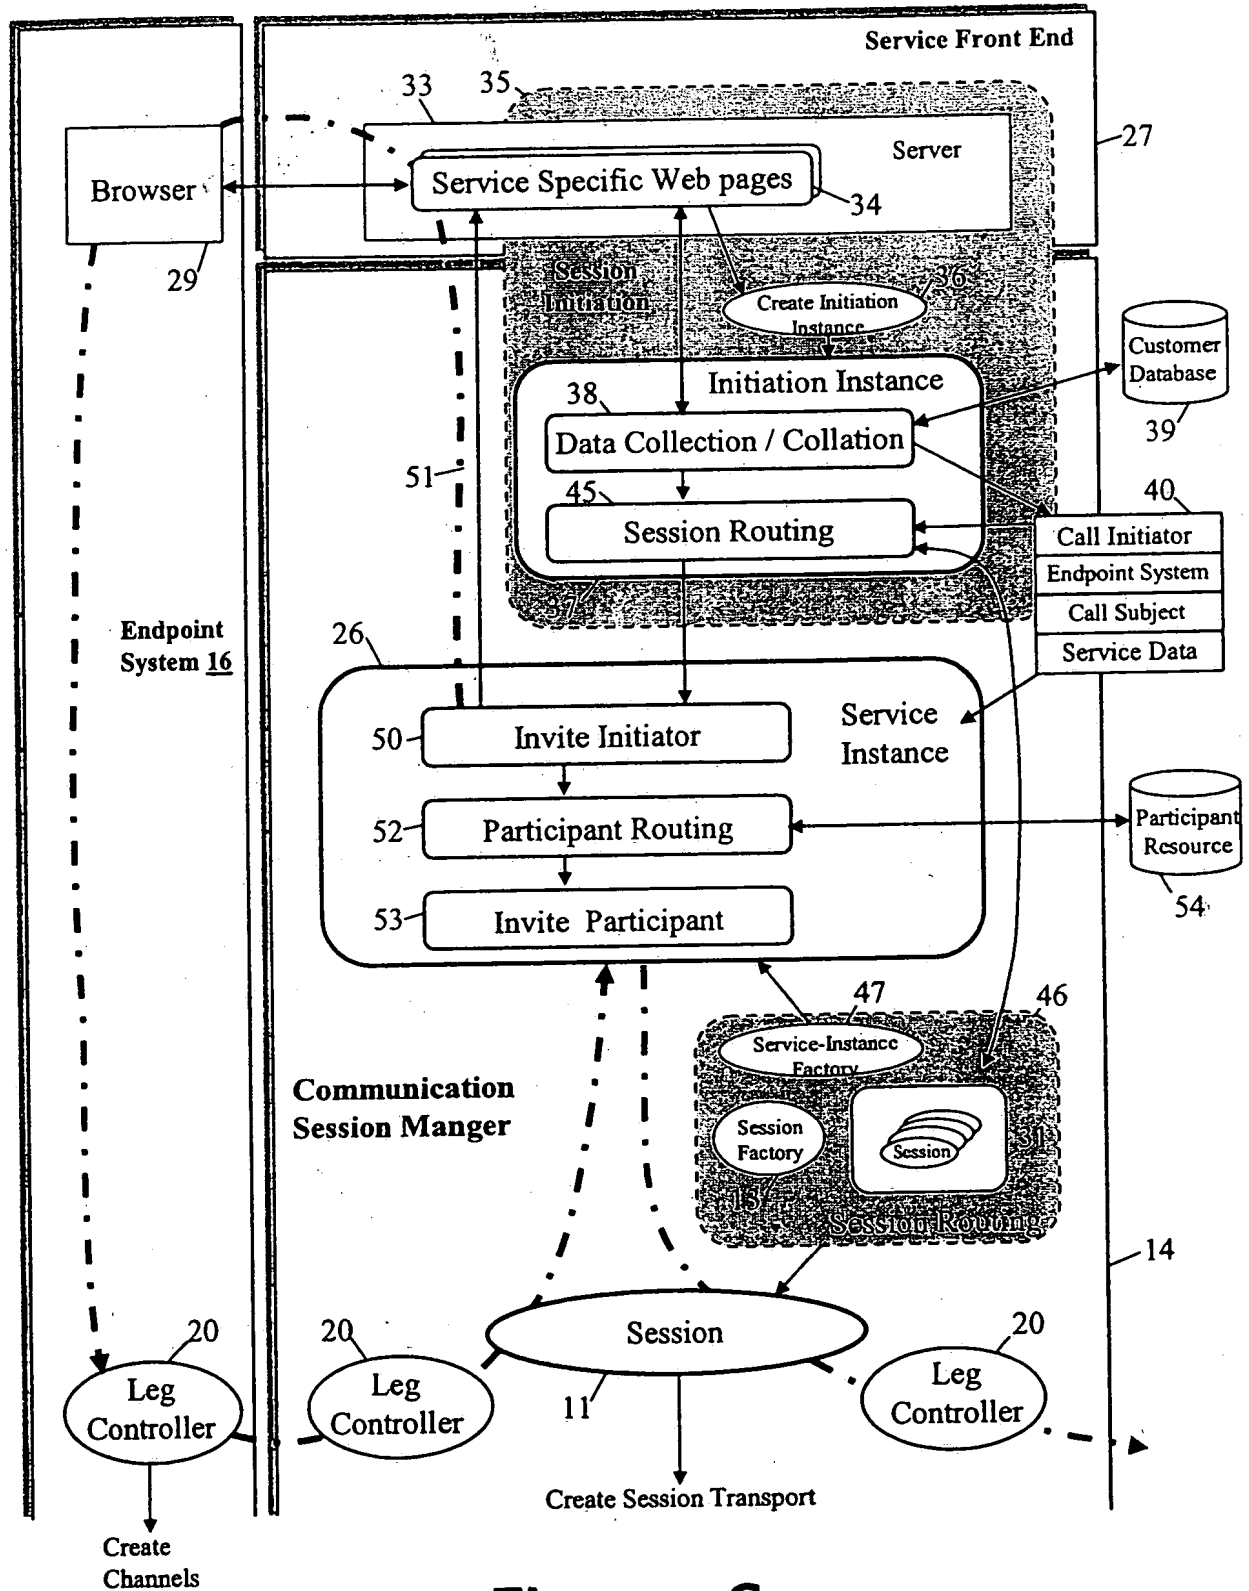 Service Front End
35
33
27
Server
Browser
Service Specific Web pages
34
29
Session
Initiation
36
Create Initiation
Instance
Customer
Database
39
Initiation Instance
38
Data Collection / Collation
51
45
Session Routing
40
Call Initiator
Endpoint System
Call Subject
Service Data
37
Endpoint
System 16
26
Service
Instance
50
Invite Initiator
52
Participant Routing
Participant
Resource
54
53
Invite Participant
47
46
Service-Instance
Factory
Communication
Session Manger
Session
Factory
Session
31
13
Session Routing
14
Session
20
20
20
Leg
Controller
Leg
Controller
11
Leg
Controller
Create Session Transport
Create
Channels